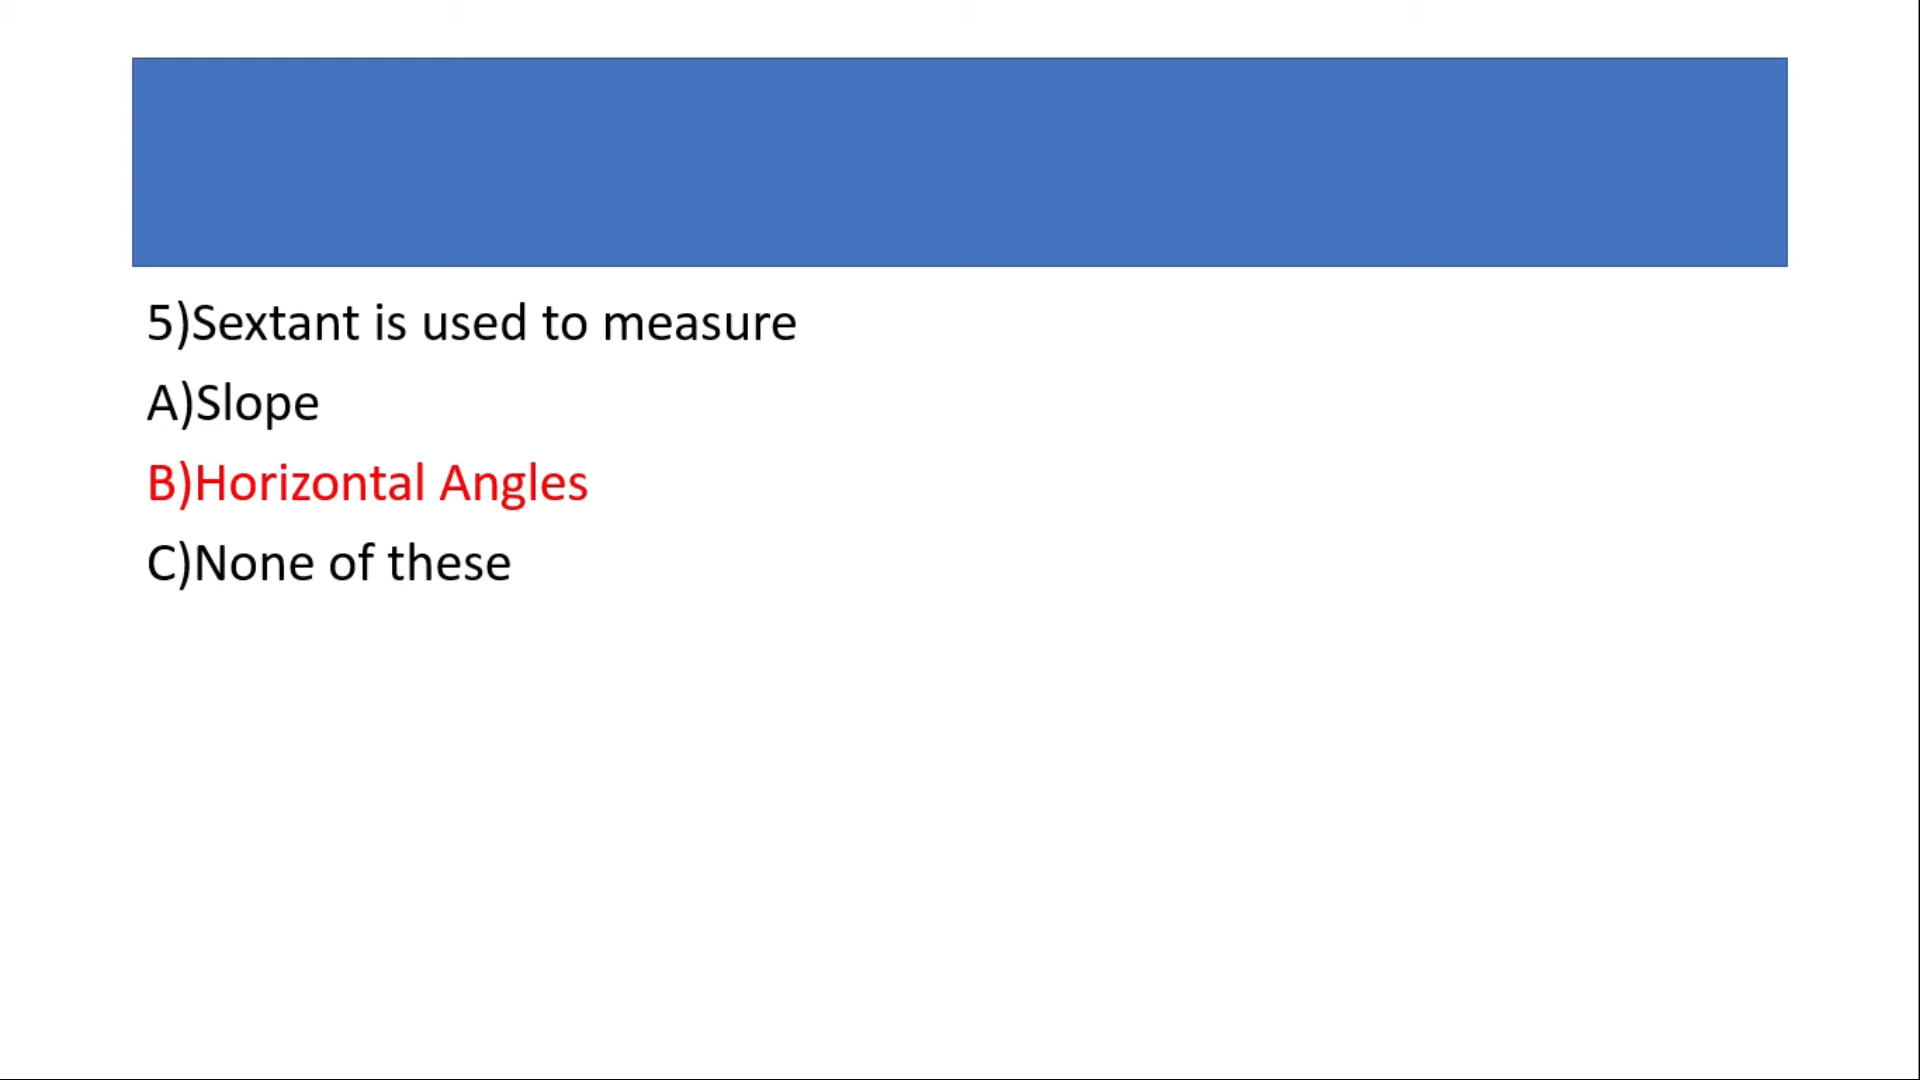 5)Sextant is used to measure
A)Slope
B)Horizontal Angles
C)None of these